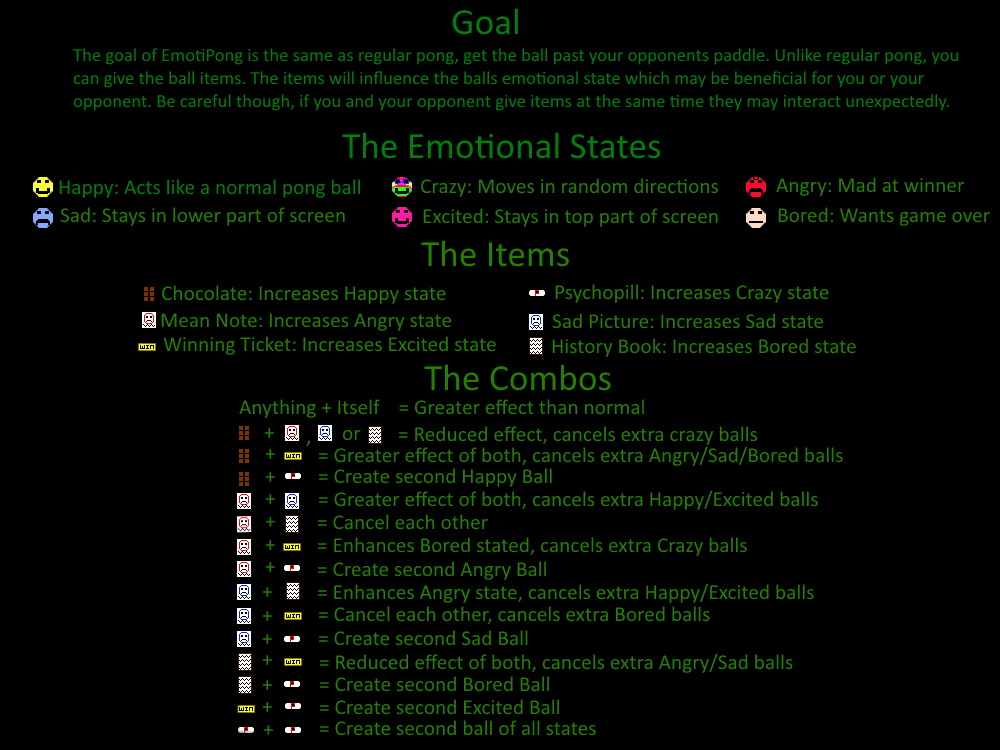 Goal
The goal of EmotiPong is the same as regular pong, get the ball past your opponents paddle. Unlike regular pong, you
can give the ball items. The items will influence the balls emotional state which may be beneficial for you or your
opponent. Be careful though, if you and your opponent give items at the same time they may interact unexpectedly.
The Emotional States
Happy: Acts like a normal pong ball
Crazy: Moves in random directions
Angry: Mad at winner
Sad: Stays in lower part of screen
Excited: Stays in top part of screen
Bored: Wants game over
The Items
Chocolate: Increases Happy state
Psychopill: Increases Crazy state
Mean Note: Increases Angry state
Sad Picture: Increases Sad state
WIN Winning Ticket: Increases Excited state
History Book: Increases Bored state
The Combos
Anything + Itself = Greater effect than normal
+ , or = Reduced effect, cancels extra crazy balls
+ WIN = Greater effect of both, cancels extra Angry/Sad/Bored balls
+ = Create second Happy Ball
+ = Greater effect of both, cancels extra Happy/Excited balls
+ = Cancel each other
+ WIN = Enhances Bored stated, cancels extra Crazy balls
+ = Create second Angry Ball
+ = Enhances Angry state, cancels extra Happy/Excited balls
+ WIN = Cancel each other, cancels extra Bored balls
+ = Create second Sad Ball
+ WIN = Reduced effect of both, cancels extra Angry/Sad balls
+ = Create second Bored Ball
WIN + = Create second Excited Ball
+ = Create second ball of all states